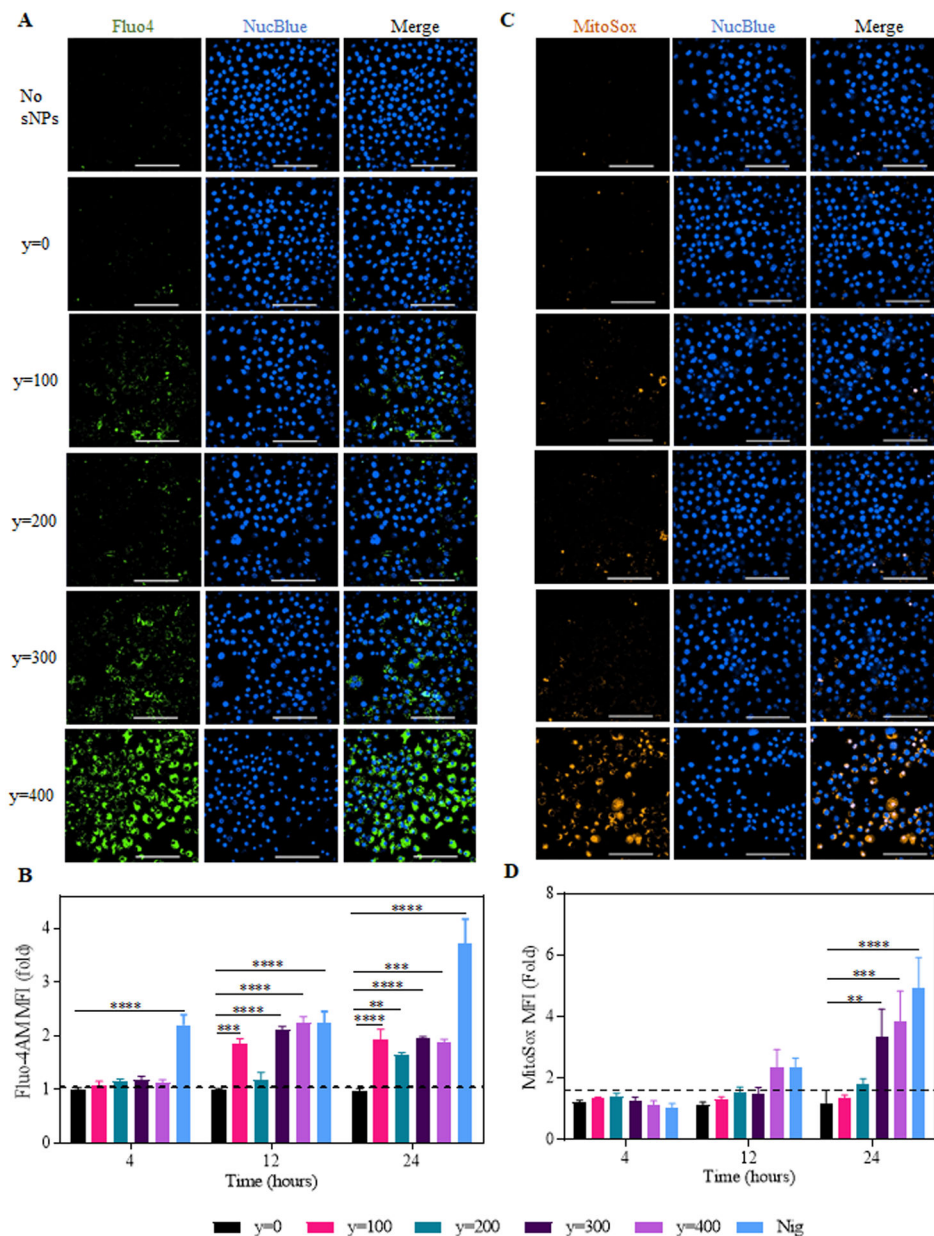 A Fluo4 NucBlue Merge C MitoSox NucBlue Merge
No
sNPs
y=0
y=100
y=200
y=300
y=400
B
Fluo-4AM MFI (fold)
4
3
2
1
0
****
****
****
****
***
****
***
****
**
****
4 12 24
Time (hours)
D
MitoSox MFI (Fold)
8
6
4
2
0
****
***
**
4 12 24
Time (hours)
y=0 y=100 y=200 y=300 y=400 Nig